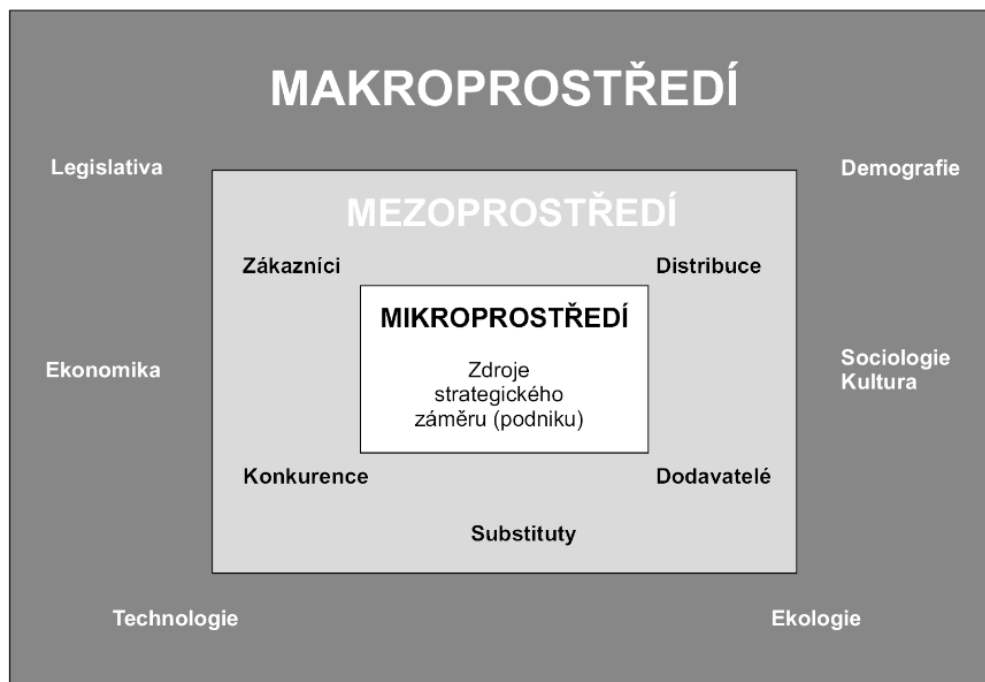 MAKROPROSTŘEDÍ
Legislativa
Demografie
MEZOPROSTŘEDÍ
Zákazníci
Distribuce
MIKROPROSTŘEDÍ
Zdroje
strategického
záměru (podniku)
Ekonomika
Sociologie
Kultura
Konkurence
Dodavatelé
Substituty
Technologie
Ekologie